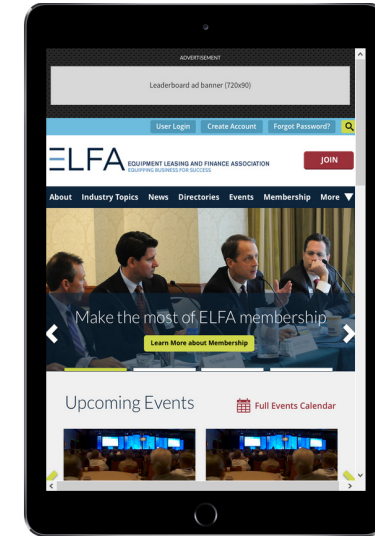 ADVERTISEMENT
Leaderboard ad banner (720x90)
User Login Create Account Forgot Password?
ELFA EQUIPMENT LEASING AND FINANCE ASSOCIATION
EQUIPPING BUSINESS FOR SUCCESS
JOIN
About Industry Topics News Directories Events Membership More
Make the most of ELFA membership
Learn More about Membership
Upcoming Events
Full Events Calendar